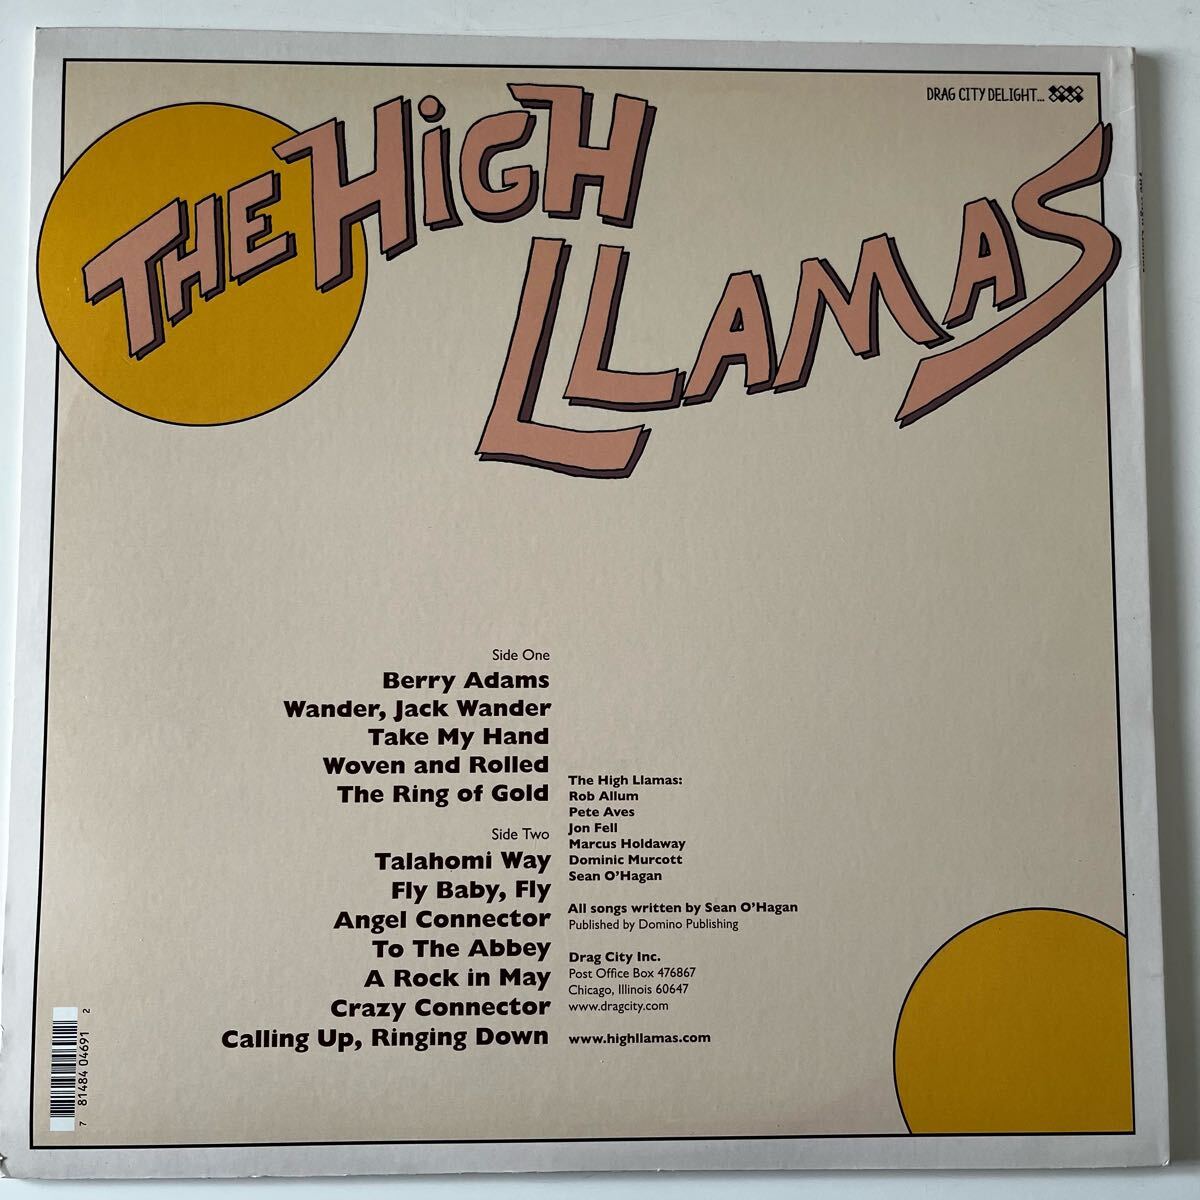 DRAG CITY DELIGHT...
THE HiGH
LLAMAS
Side One
Berry Adams
Wander, Jack Wander
Take My Hand
Woven and Rolled
The Ring of Gold
Side Two
Talahomi Way
Fly Baby, Fly
Angel Connector
To The Abbey
A Rock in May
Crazy Connector
Calling Up, Ringing Down
The High Llamas:
Rob Allum
Pete Aves
Jon Fell
Marcus Holdaway
Dominic Murcott
Sean O'Hagan
All songs written by Sean O'Hagan
Published by Domino Publishing
Drag City Inc.
Post Office Box 476867
Chicago, Illinois 60647
www.dragcity.com
www.highllamas.com
7 81484 04691 2
The High Llamas